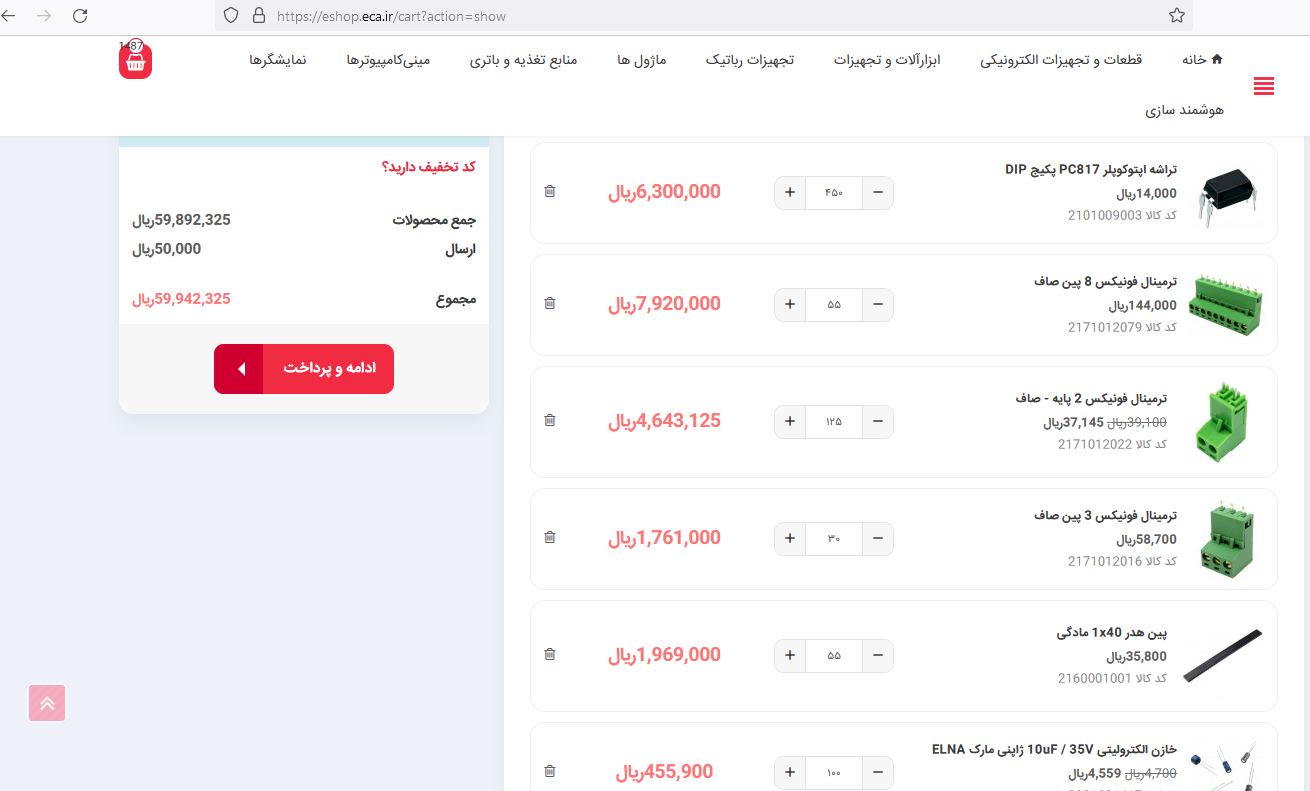 https://eshop.eca.ir/cart?action=show
خانه
قطعات و تجهیزات الکترونیکی
ابزارآلات و تجهیزات
تجهیزات رباتیک
ماژول ها
منابع تغذیه و باتری
مینی‌کامپیوترها
نمایشگرها
1487
هوشمند سازی
تراشه اپتوکوپلر PC817 پکیج DIP
14,000ریال
کد کالا 2101009003
۴۵۰
6,300,000ریال
ترمینال فونیکس 8 پین صاف
144,000ریال
کد کالا 2171012079
۵۵
7,920,000ریال
ترمینال فونیکس 2 پایه - صاف
39,100ریال 37,145ریال
کد کالا 2171012022
۱۲۵
4,643,125ریال
ترمینال فونیکس 3 پین صاف
58,700ریال
کد کالا 2171012016
۳۰
1,761,000ریال
پین هدر 1x40 مادگی
35,800ریال
کد کالا 2160001001
۵۵
1,969,000ریال
خازن الکترولیتی 10uF / 35V ژاپنی مارک ELNA
4,700ریال 4,559ریال
۱۰۰
455,900ریال
کد تخفیف دارید؟
جمع محصولات 59,892,325ریال
ارسال 50,000ریال
مجموع 59,942,325ریال
ادامه و پرداخت